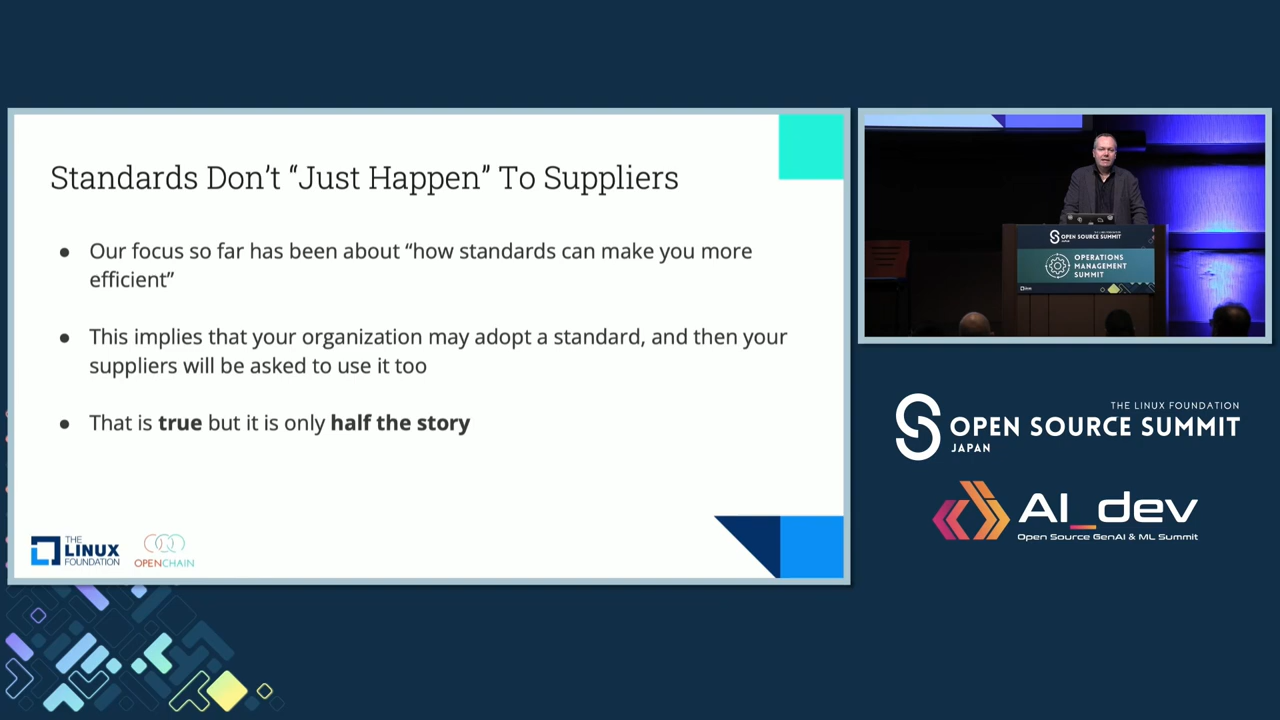 Standards Don’t “Just Happen” To Suppliers
● Our focus so far has been about “how standards can make you more
efficient”
● This implies that your organization may adopt a standard, and then your
suppliers will be asked to use it too
● That is true but it is only half the story
THE
LINUX
FOUNDATION
OPENCHAIN
OPEN SOURCE SUMMIT
JAPAN
OPERATIONS
MANAGEMENT
SUMMIT
THE LINUX FOUNDATION
OPEN SOURCE SUMMIT
JAPAN
AI_dev
Open Source GenAI & ML Summit